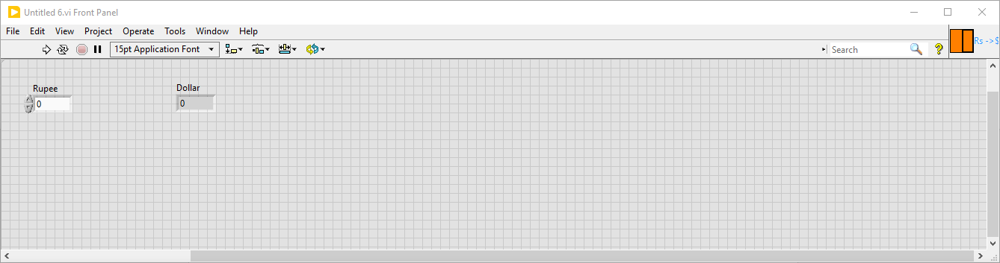 Untitled 6.vi Front Panel
File Edit View Project Operate Tools Window Help
15pt Application Font Search ? Rs ->$
Rupee Dollar
0 0